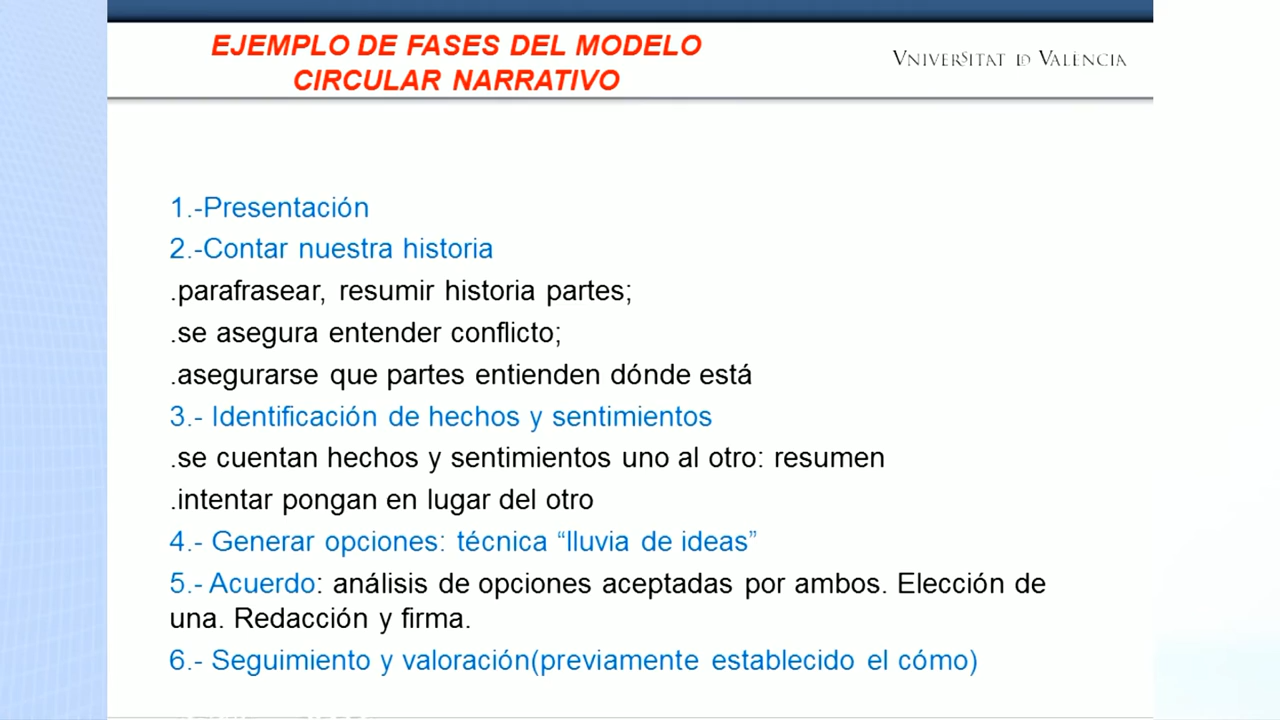 EJEMPLO DE FASES DEL MODELO
CIRCULAR NARRATIVO
VNIVERSITAT DE VALÈNCIA
1.-Presentación
2.-Contar nuestra historia
.parafrasear, resumir historia partes;
.se asegura entender conflicto;
.asegurarse que partes entienden dónde está
3.- Identificación de hechos y sentimientos
.se cuentan hechos y sentimientos uno al otro: resumen
.intentar pongan en lugar del otro
4.- Generar opciones: técnica “lluvia de ideas”
5.- Acuerdo: análisis de opciones aceptadas por ambos. Elección de
una. Redacción y firma.
6.- Seguimiento y valoración(previamente establecido el cómo)